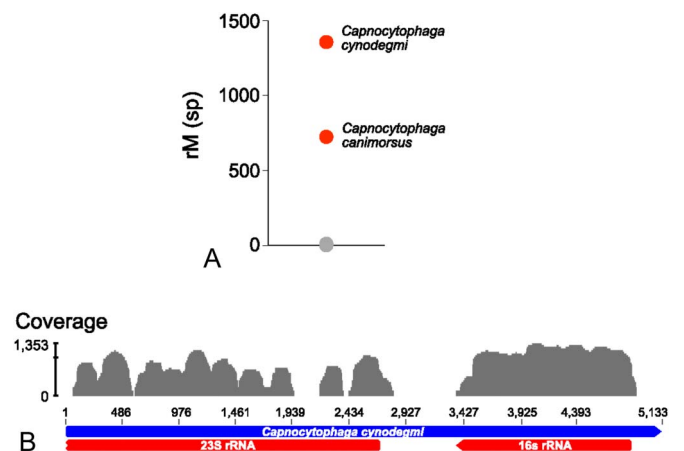 1500
Capnocytophaga
cynodegmi
1000
rM (sp)
Capnocytophaga
canimorsus
500
0
A
Coverage
1,353
0
1 486 976 1,461 1,939 2,434 2,927 3,427 3,925 4,393 5,133
Capnocytophaga cynodegmi
B
23S rRNA 16s rRNA